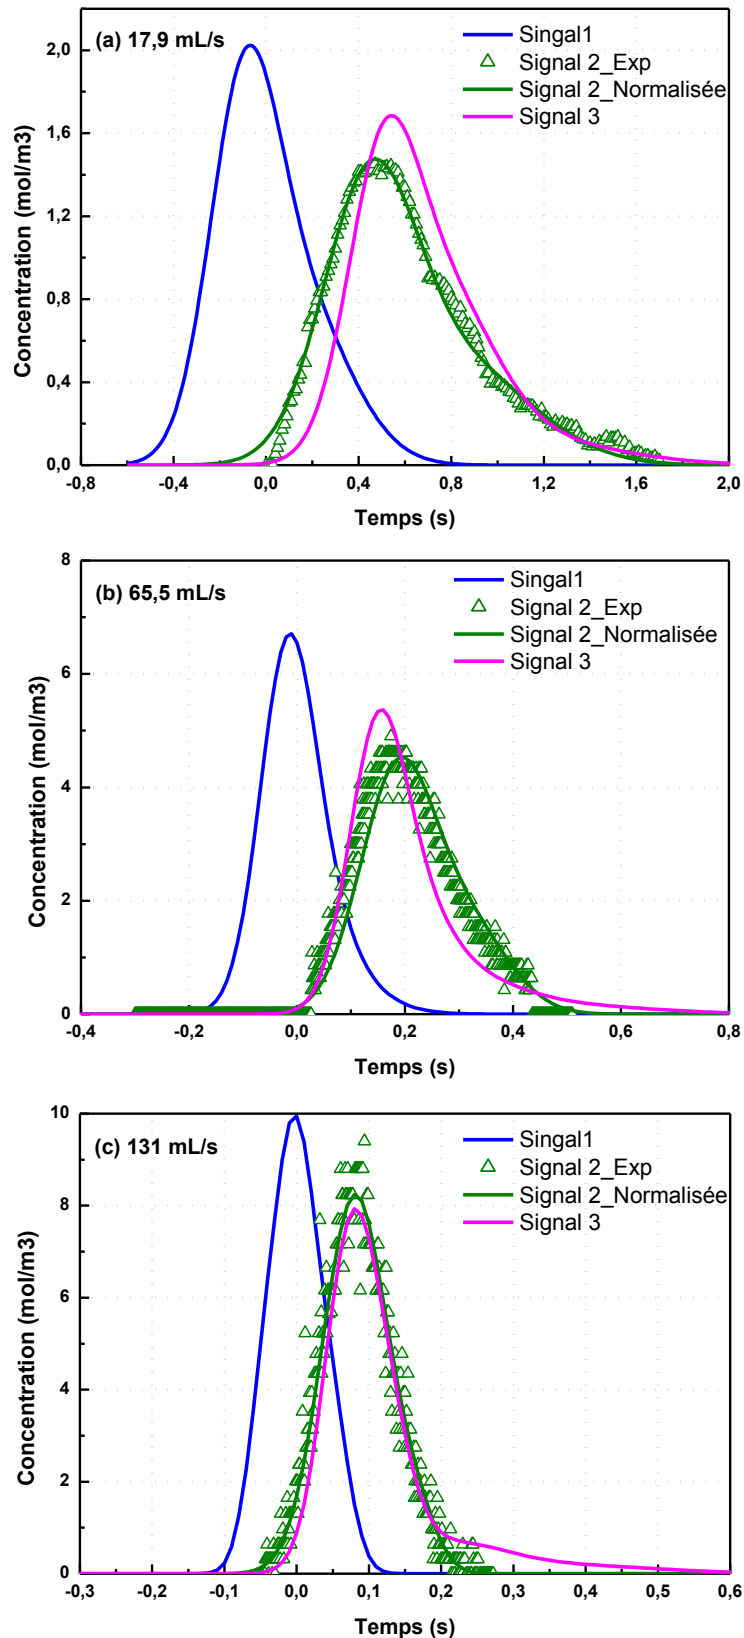 (a) 17,9 mL/s
Singal1
Signal 2_Exp
Signal 2_Normalisée
Signal 3
Concentration (mol/m3)
2,0
1,6
1,2
0,8
0,4
0,0
-0,8 -0,4 0,0 0,4 0,8 1,2 1,6 2,0
Temps (s)
(b) 65,5 mL/s
Singal1
Signal 2_Exp
Signal 2_Normalisée
Signal 3
Concentration (mol/m3)
8
6
4
2
0
-0,4 -0,2 0,0 0,2 0,4 0,6 0,8
Temps (s)
(c) 131 mL/s
Singal1
Signal 2_Exp
Signal 2_Normalisée
Signal 3
Concentration (mol/m3)
10
8
6
4
2
0
-0,3 -0,2 -0,1 0,0 0,1 0,2 0,3 0,4 0,5 0,6
Temps (s)